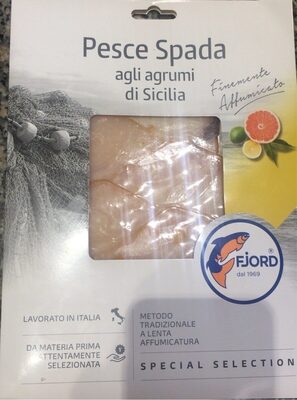 Pesce Spada
agli agrumi
di Sicilia
Finemente
Affumicato
FJORD
®
dal 1969
LAVORATO IN ITALIA
DA MATERIA PRIMA
ATTENTAMENTE
SELEZIONATA
METODO
TRADIZIONALE
A LENTA
AFFUMICATURA
SPECIAL SELECTION